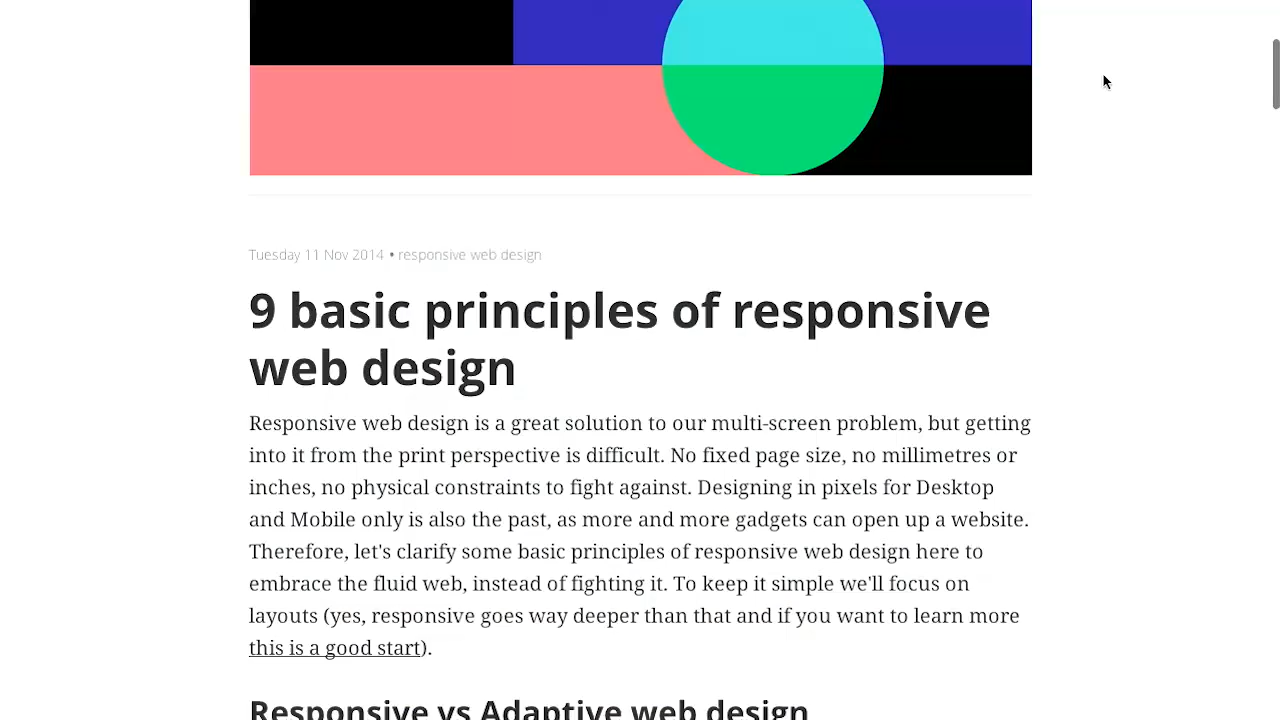 Tuesday 11 Nov 2014 • responsive web design
9 basic principles of responsive
web design
Responsive web design is a great solution to our multi-screen problem, but getting
into it from the print perspective is difficult. No fixed page size, no millimetres or
inches, no physical constraints to fight against. Designing in pixels for Desktop
and Mobile only is also the past, as more and more gadgets can open up a website.
Therefore, let's clarify some basic principles of responsive web design here to
embrace the fluid web, instead of fighting it. To keep it simple we'll focus on
layouts (yes, responsive goes way deeper than that and if you want to learn more
this is a good start).
Responsive vs Adaptive web design